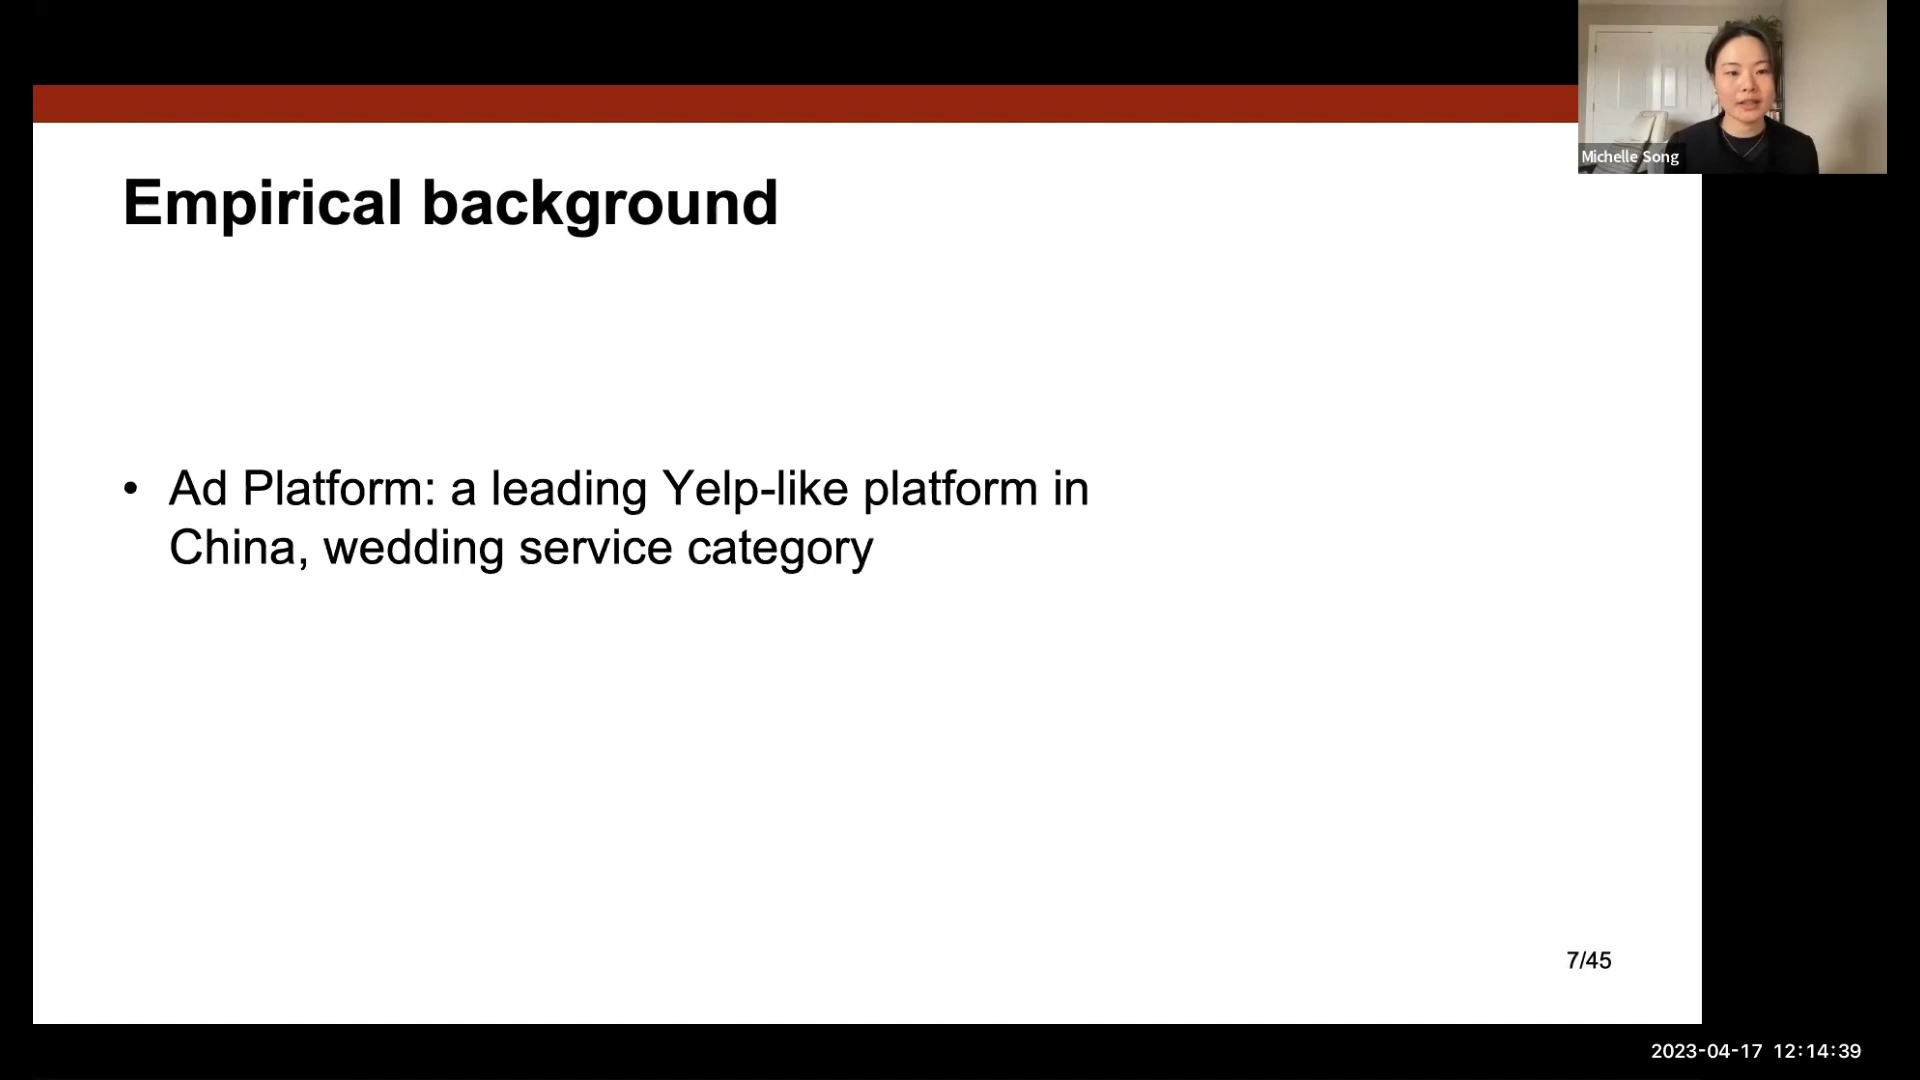 Michelle Song
Empirical background
• Ad Platform: a leading Yelp-like platform in
China, wedding service category
7/45
2023-04-17 12:14:39